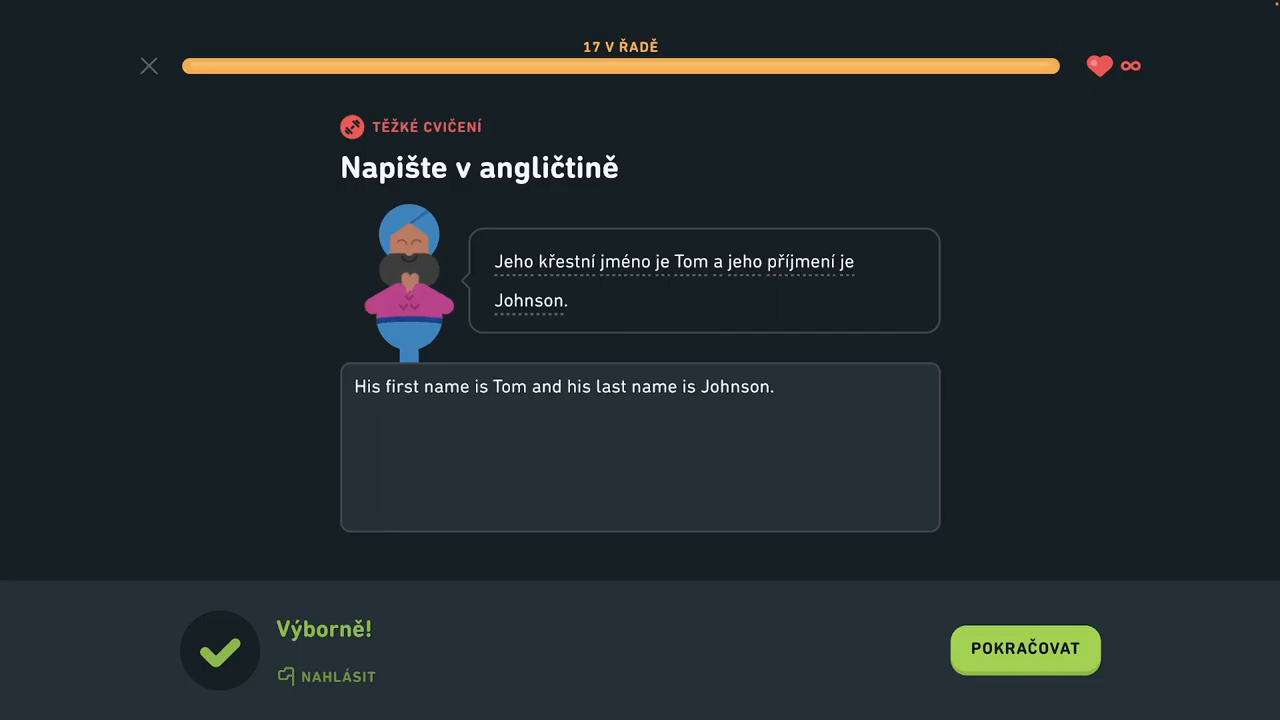 17 V ŘADĚ
∞
TĚŽKÉ CVIČENÍ
Napište v angličtině
Jeho křestní jméno je Tom a jeho příjmení je
Johnson.
His first name is Tom and his last name is Johnson.
Výborně!
NAHLÁSIT
POKRAČOVAT